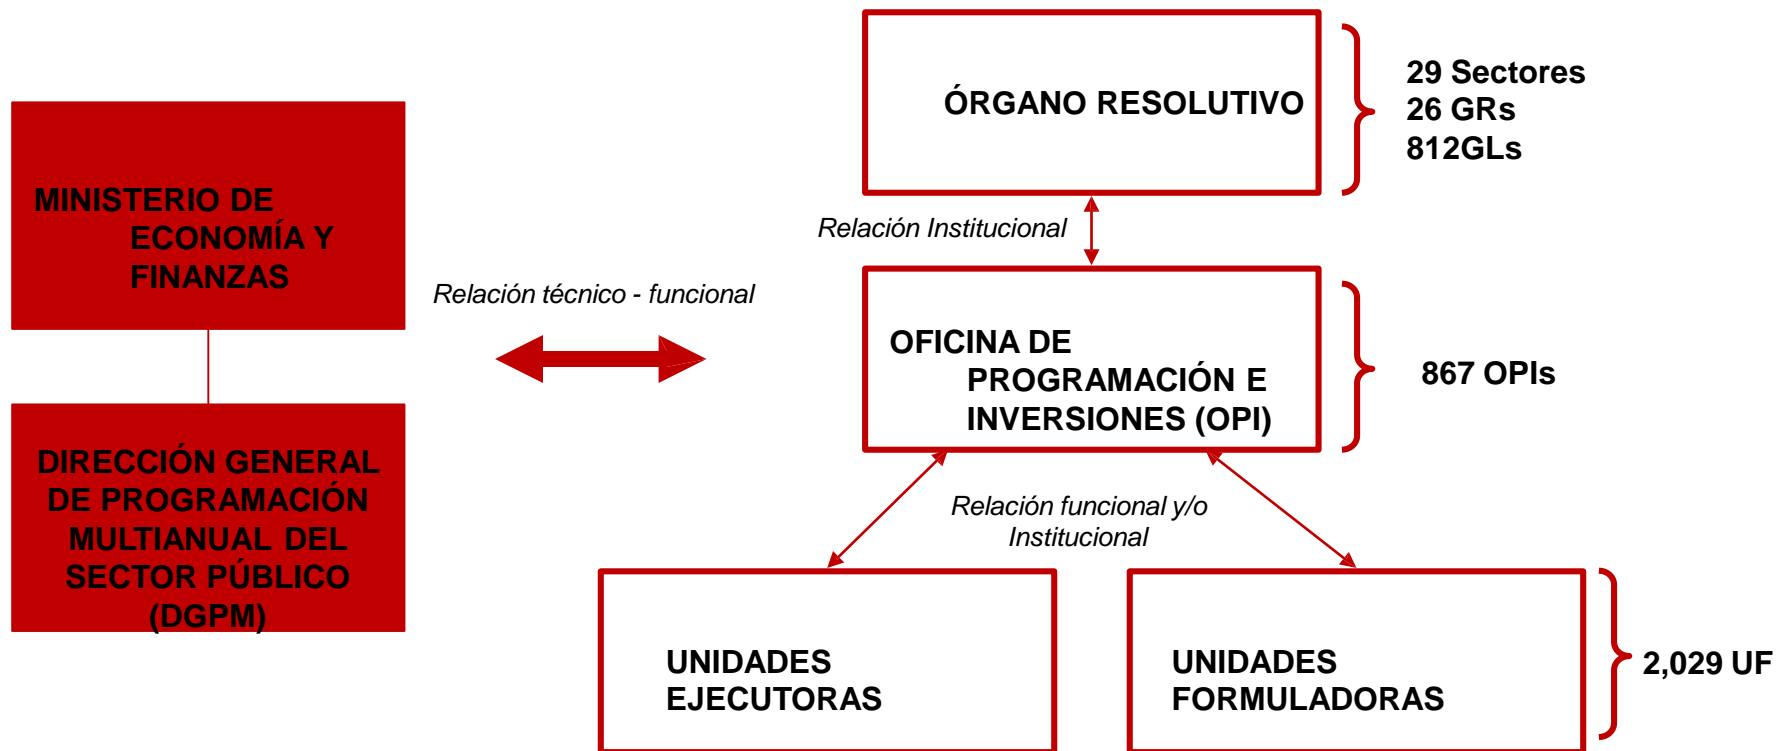 MINISTERIO DE
ECONOMÍA Y
FINANZAS
DIRECCIÓN GENERAL
DE PROGRAMACIÓN
MULTIANUAL DEL
SECTOR PÚBLICO
(DGPM)
Relación técnico - funcional
ÓRGANO RESOLUTIVO
29 Sectores
26 GRs
812GLs
Relación Institucional
OFICINA DE
PROGRAMACIÓN E
INVERSIONES (OPI)
867 OPIs
Relación funcional y/o
Institucional
UNIDADES
EJECUTORAS
UNIDADES
FORMULADORAS
2,029 UF